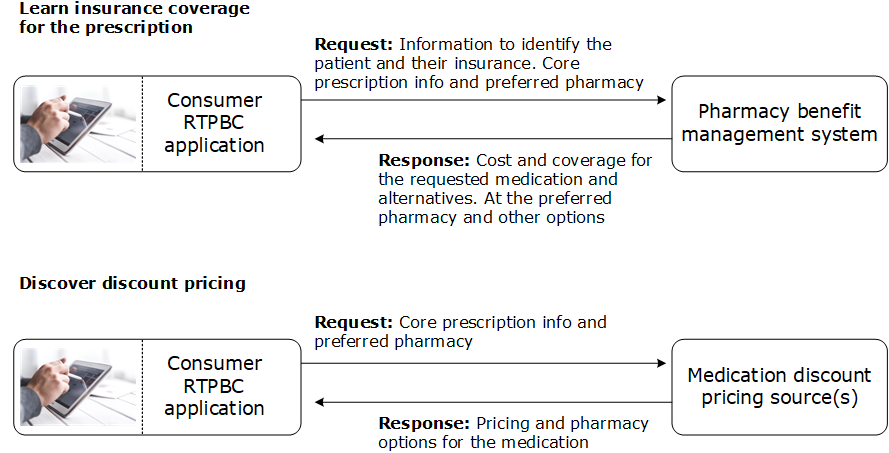 Learn insurance coverage
for the prescription
Request: Information to identify the
patient and their insurance. Core
prescription info and preferred pharmacy
Consumer
RTPBC
application
Pharmacy benefit
management system
Response: Cost and coverage for
the requested medication and
alternatives. At the preferred
pharmacy and other options
Discover discount pricing
Request: Core prescription info and
preferred pharmacy
Consumer
RTPBC
application
Medication discount
pricing source(s)
Response: Pricing and pharmacy
options for the medication